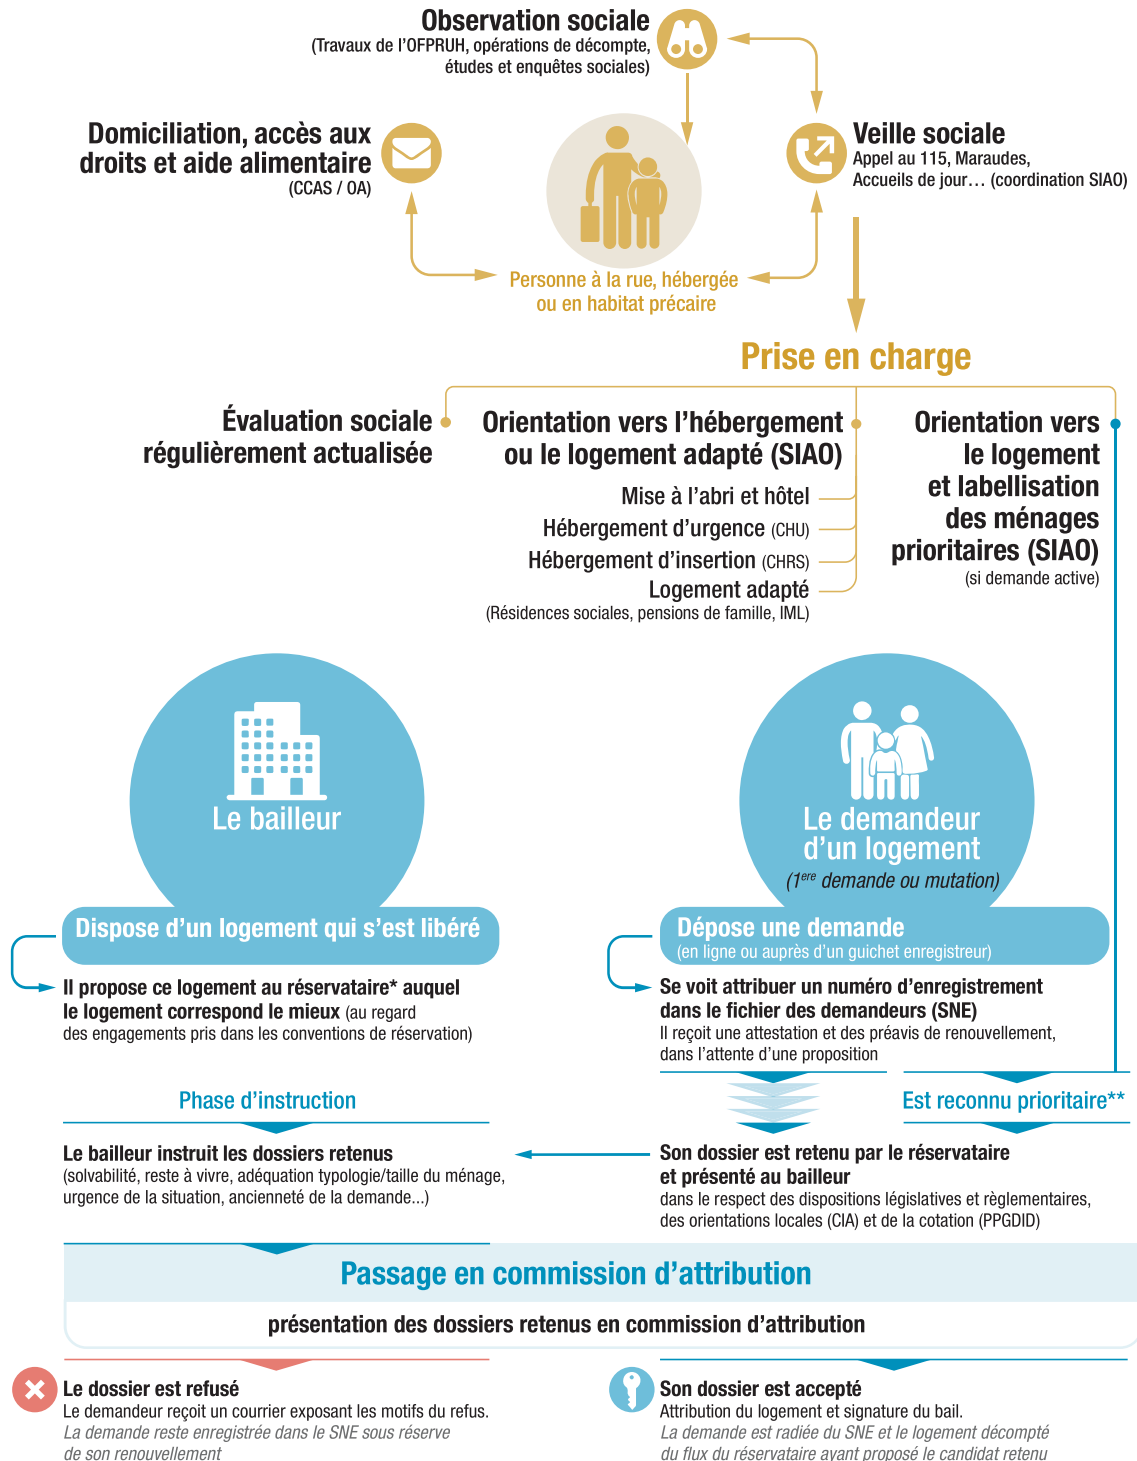 Observation sociale
(Travaux de l'OFPRUH, opérations de décompte,
études et enquêtes sociales)
Domiciliation, accès aux
droits et aide alimentaire
(CCAS / OA)
Veille sociale
Appel au 115, Maraudes,
Accueils de jour… (coordination SIAO)
Personne à la rue, hébergée
ou en habitat précaire
Prise en charge
Évaluation sociale
régulièrement actualisée
Orientation vers l'hébergement
ou le logement adapté (SIAO)
Mise à l'abri et hôtel
Hébergement d'urgence (CHU)
Hébergement d'insertion (CHRS)
Logement adapté
(Résidences sociales, pensions de famille, IML)
Orientation vers
le logement
et labellisation
des ménages
prioritaires (SIAO)
(si demande active)
Le bailleur
Dispose d'un logement qui s'est libéré
Il propose ce logement au réservataire* auquel
le logement correspond le mieux (au regard
des engagements pris dans les conventions de réservation)
Le demandeur
d'un logement
(1ere demande ou mutation)
Dépose une demande
(en ligne ou auprès d'un guichet enregistreur)
Se voit attribuer un numéro d'enregistrement
dans le fichier des demandeurs (SNE)
Il reçoit une attestation et des préavis de renouvellement,
dans l'attente d'une proposition
Est reconnu prioritaire**
Son dossier est retenu par le réservataire
et présenté au bailleur
dans le respect des dispositions législatives et règlementaires,
des orientations locales (CIA) et de la cotation (PPGDID)
Phase d'instruction
Le bailleur instruit les dossiers retenus
(solvabilité, reste à vivre, adéquation typologie/taille du ménage,
urgence de la situation, ancienneté de la demande...)
Passage en commission d'attribution
présentation des dossiers retenus en commission d'attribution
Le dossier est refusé
Le demandeur reçoit un courrier exposant les motifs du refus.
La demande reste enregistrée dans le SNE sous réserve
de son renouvellement
Son dossier est accepté
Attribution du logement et signature du bail.
La demande est radiée du SNE et le logement décompté
du flux du réservataire ayant proposé le candidat retenu